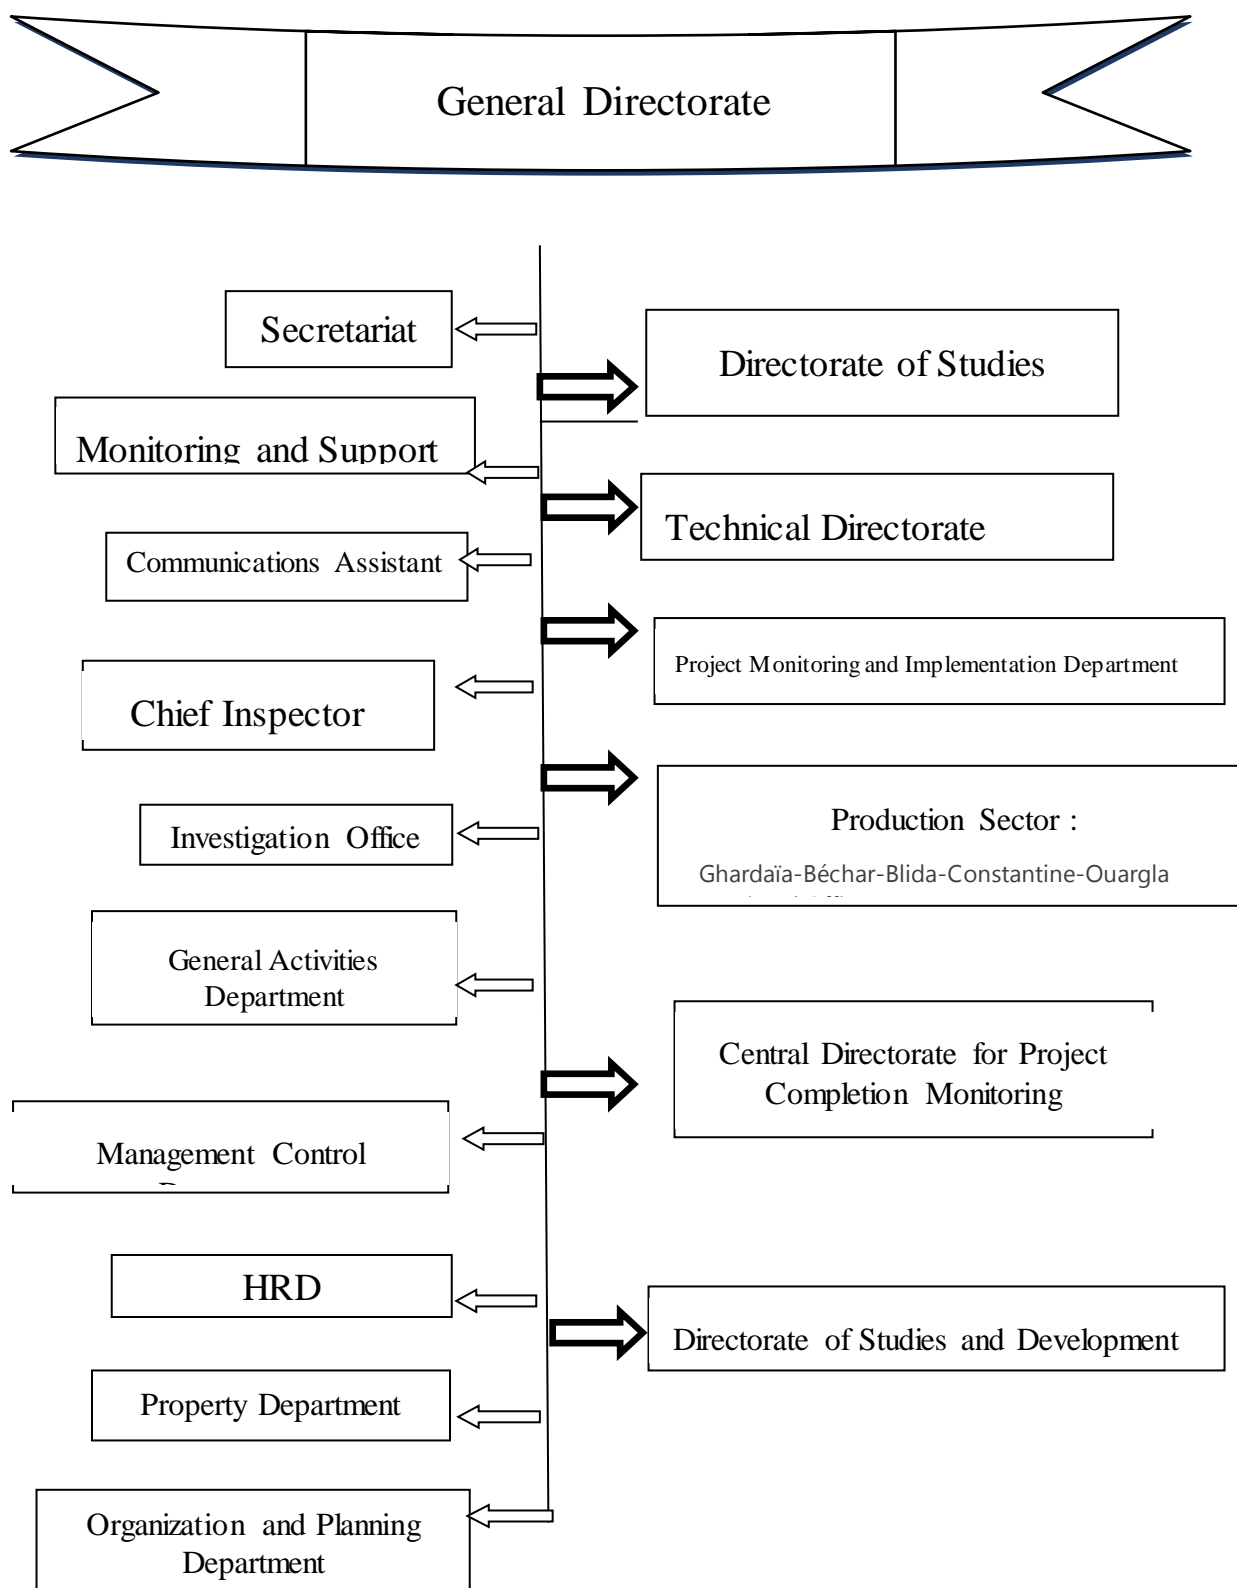 General Directorate
Secretariat
Directorate of Studies
Monitoring and Support
Technical Directorate
Communications Assistant
Project Monitoring and Implementation Department
Chief Inspector
Production Sector :
Ghardaïa-Béchar-Blida-Constantine-Ouargla
Investigation Office
General Activities
Department
Central Directorate for Project
Completion Monitoring
Management Control
HRD
Directorate of Studies and Development
Property Department
Organization and Planning
Department